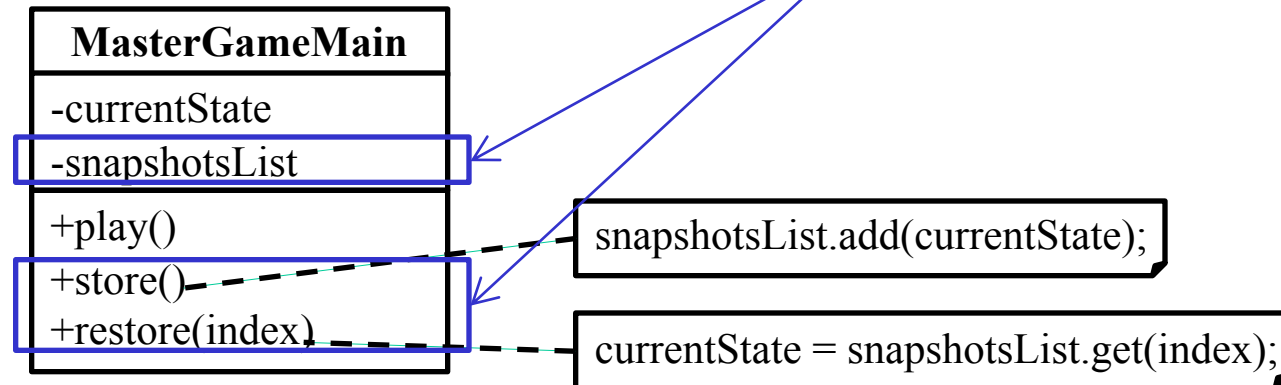 MasterGameMain
-currentState
-snapshotsList
+play()
+store()
+restore(index)
snapshotsList.add(currentState);
currentState = snapshotsList.get(index);